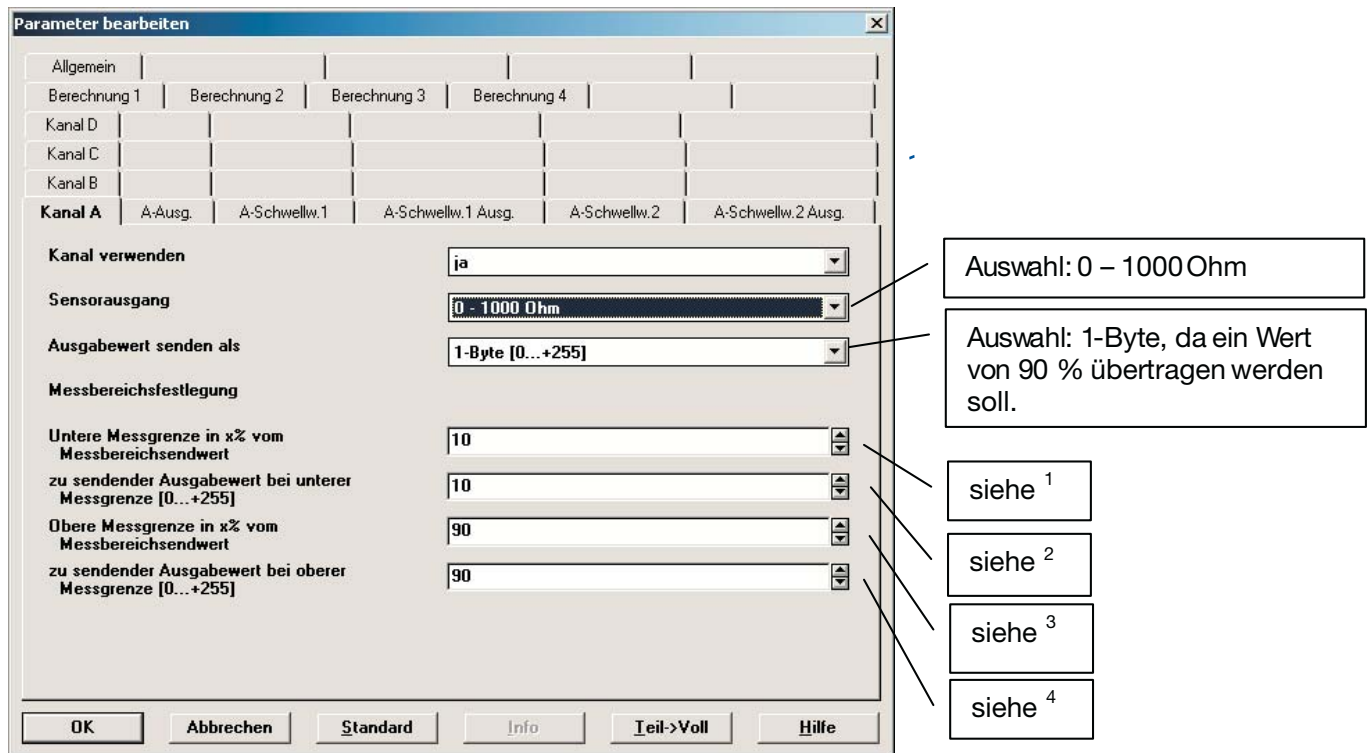 Parameter bearbeiten
Allgemein
Berechnung 1 Berechnung 2 Berechnung 3 Berechnung 4
Kanal D
Kanal C
Kanal B
Kanal A A-Ausg. A-Schwellw.1 A-Schwellw.1 Ausg. A-Schwellw.2 A-Schwellw.2 Ausg.
Kanal verwenden ja
Sensorausgang 0 - 1000 Ohm
Ausgabewert senden als 1-Byte [0...+255]
Messbereichsfestlegung
Untere Messgrenze in x% vom
Messbereichsendwert
10
zu sendender Ausgabewert bei unterer
Messgrenze [0...+255]
10
Obere Messgrenze in x% vom
Messbereichsendwert
90
zu sendender Ausgabewert bei oberer
Messgrenze [0...+255]
90
OK Abbrechen Standard Info Teil->Voll Hilfe
Auswahl: 0 – 1000 Ohm
Auswahl: 1-Byte, da ein Wert
von 90 % übertragen werden
soll.
siehe 1
siehe 2
siehe 3
siehe 4